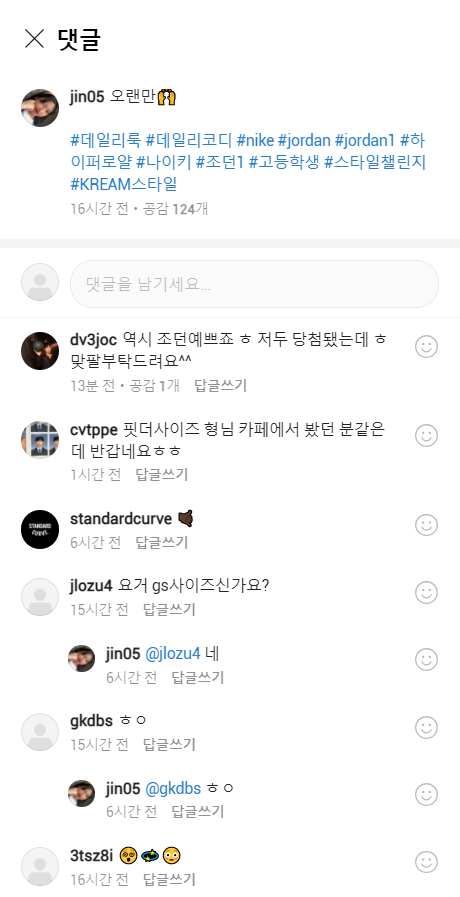 댓글
jin05 오랜만🙌
#데일리룩 #데일리코디 #nike #jordan #jordan1 #하
이퍼로얄 #나이키 #조던1 #고등학생 #스타일챌린지
#KREAM스타일
16시간 전 • 공감 124개
댓글을 남기세요...
dv3joc 역시 조던예쁘죠 ㅎ 저두 당첨됐는데 ㅎ
맞팔부탁드려요^^
13분 전 • 공감 1개 답글쓰기
cvtppe 핏더사이즈 형님 카페에서 봤던 분같은
데 반갑네요ㅎㅎ
1시간 전 답글쓰기
STANDARD
CURVE.
standardcurve
6시간 전 답글쓰기
jlozu4 요거 gs사이즈신가요?
15시간 전 답글쓰기
jin05 @jlozu4 네
6시간 전 답글쓰기
gkdbs ㅎㅇ
15시간 전 답글쓰기
jin05 @gkdbs ㅎㅇ
6시간 전 답글쓰기
3tsz8i 😵‍💫💫😳
16시간 전 답글쓰기